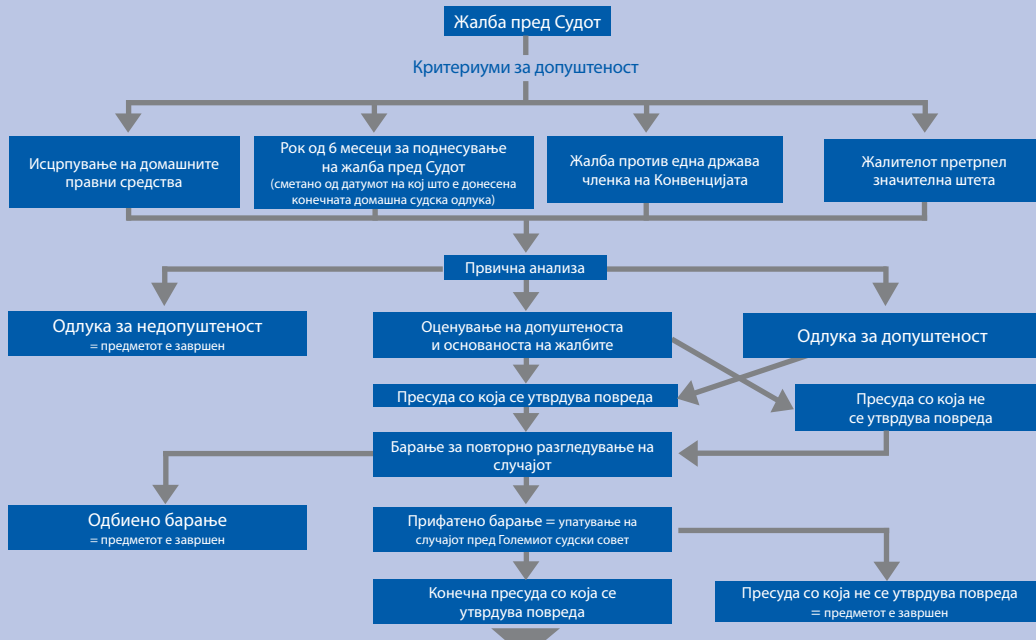 Жалба пред Судот
Критериуми за допуштеност
Исцрпување на домашните
правни средства
Рок од 6 месеци за поднесување
на жалба пред Судот
(сметано од датумот на кој што е донесена
конечната домашна судска одлука)
Жалба против една држава
членка на Конвенцијата
Жалителот претрпел
значителна штета
Првична анализа
Одлука за недопуштеност
= предметот е завршен
Оценување на допуштеноста
и основаноста на жалбите
Одлука за допуштеност
Пресуда со која се утврдува повреда
Пресуда со која не
се утврдува повреда
Барање за повторно разгледување на
случајот
Одбиено барање
= предметот е завршен
Прифатено барање = упатување на
случајот пред Големиот судски совет
Конечна пресуда со која се
утврдува повреда
Пресуда со која не се утврдува повреда
= предметот е завршен